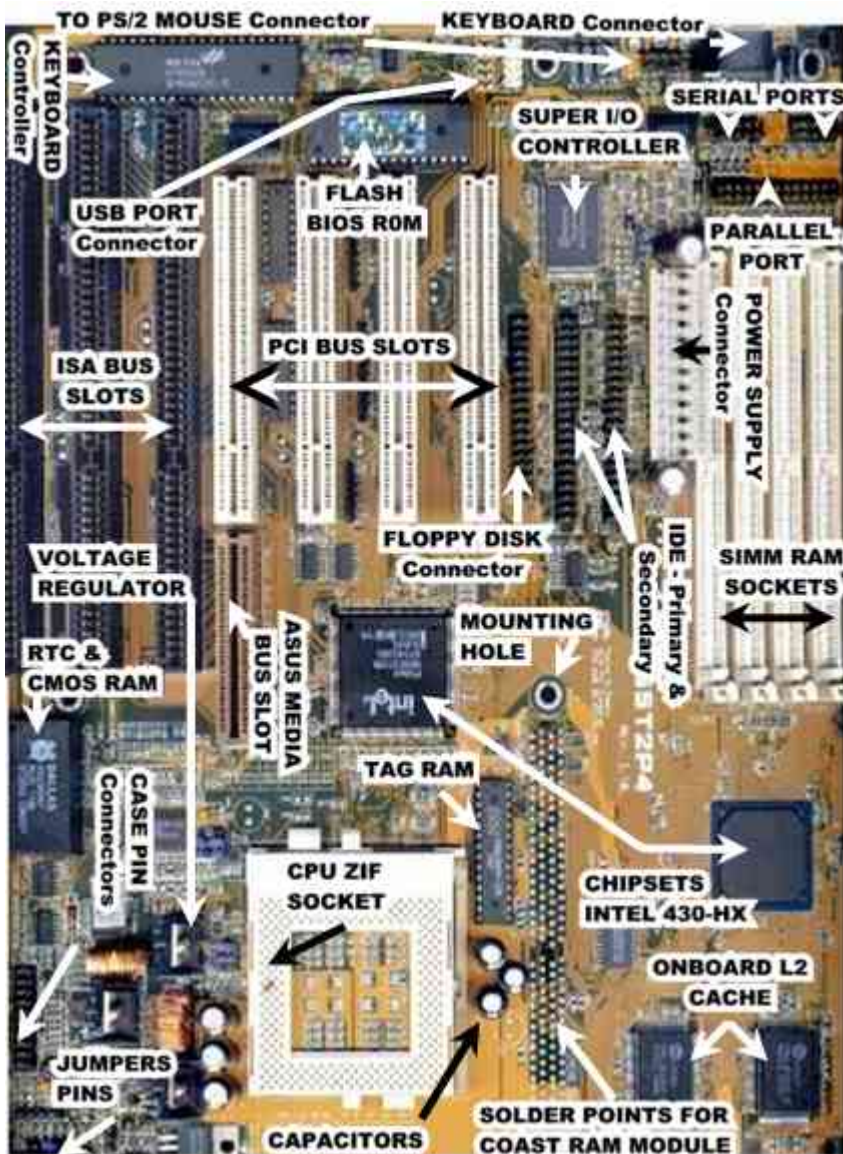 TO PS/2 MOUSE Connector
KEYBOARD Connector
KEYBOARD
Controller
SERIAL PORTS
SUPER I/O
CONTROLLER
FLASH
BIOS ROM
USB PORT
Connector
PARALLEL
PORT
POWER SUPPLY
Connector
PCI BUS SLOTS
ISA BUS
SLOTS
FLOPPY DISK
Connector
IDE - Primary &
Secondary
SIMM RAM
SOCKETS
VOLTAGE
REGULATOR
ASUS MEDIA
BUS SLOT
MOUNTING
HOLE
RTC &
CMOS RAM
intel
TAG RAM
CASE PIN
Connectors
DALLAS
CPU ZIF
SOCKET
CHIPSETS
INTEL 430-HX
ONBOARD L2
CACHE
JUMPERS
PINS
CAPACITORS
SOLDER POINTS FOR
COAST RAM MODULE